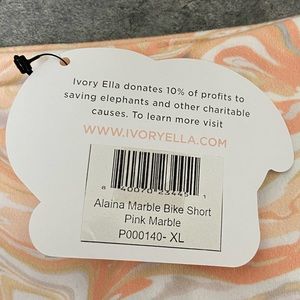 Ivory Ella donates 10% of profits to
saving elephants and other charitable
causes. To learn more visit
WWW.IVORYELLA.COM
Alaina Marble Bike Short
Pink Marble
P000140- XL